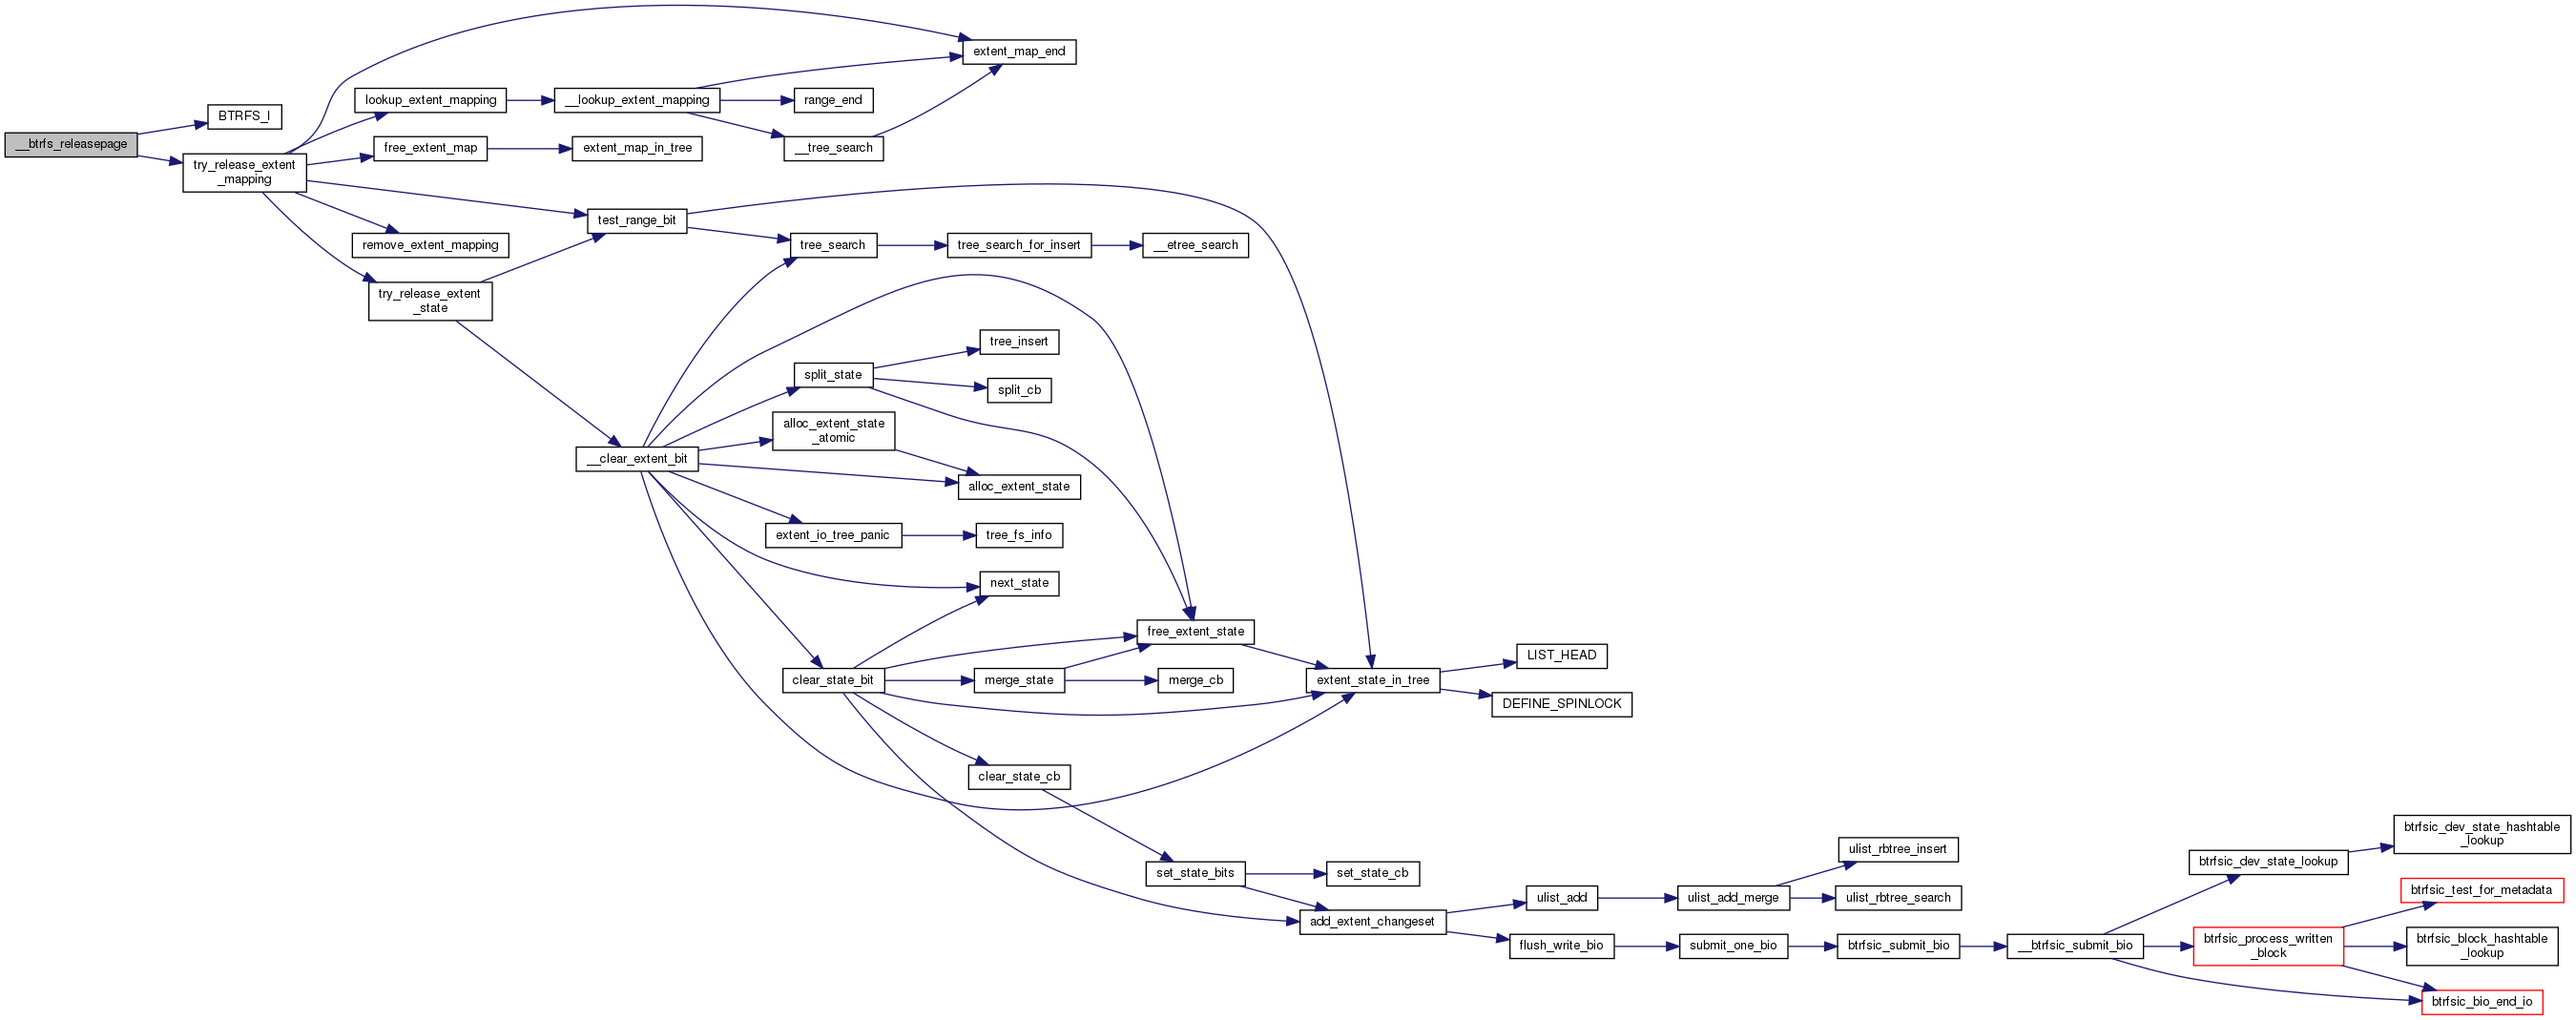 __btrfs_releasepage
BTRFS_I
try_release_extent
_mapping
extent_map_end
lookup_extent_mapping
__lookup_extent_mapping
range_end
__tree_search
free_extent_map
extent_map_in_tree
test_range_bit
remove_extent_mapping
try_release_extent
_state
tree_search
tree_search_for_insert
__etree_search
__clear_extent_bit
split_state
tree_insert
split_cb
alloc_extent_state
_atomic
alloc_extent_state
extent_io_tree_panic
tree_fs_info
next_state
clear_state_bit
free_extent_state
merge_state
merge_cb
extent_state_in_tree
LIST_HEAD
DEFINE_SPINLOCK
clear_state_cb
set_state_bits
set_state_cb
add_extent_changeset
ulist_add
ulist_add_merge
ulist_rbtree_insert
ulist_rbtree_search
flush_write_bio
submit_one_bio
btrfsic_submit_bio
__btrfsic_submit_bio
btrfsic_dev_state_lookup
btrfsic_dev_state_hashtable
_lookup
btrfsic_process_written
_block
btrfsic_test_for_metadata
btrfsic_block_hashtable
_lookup
btrfsic_bio_end_io